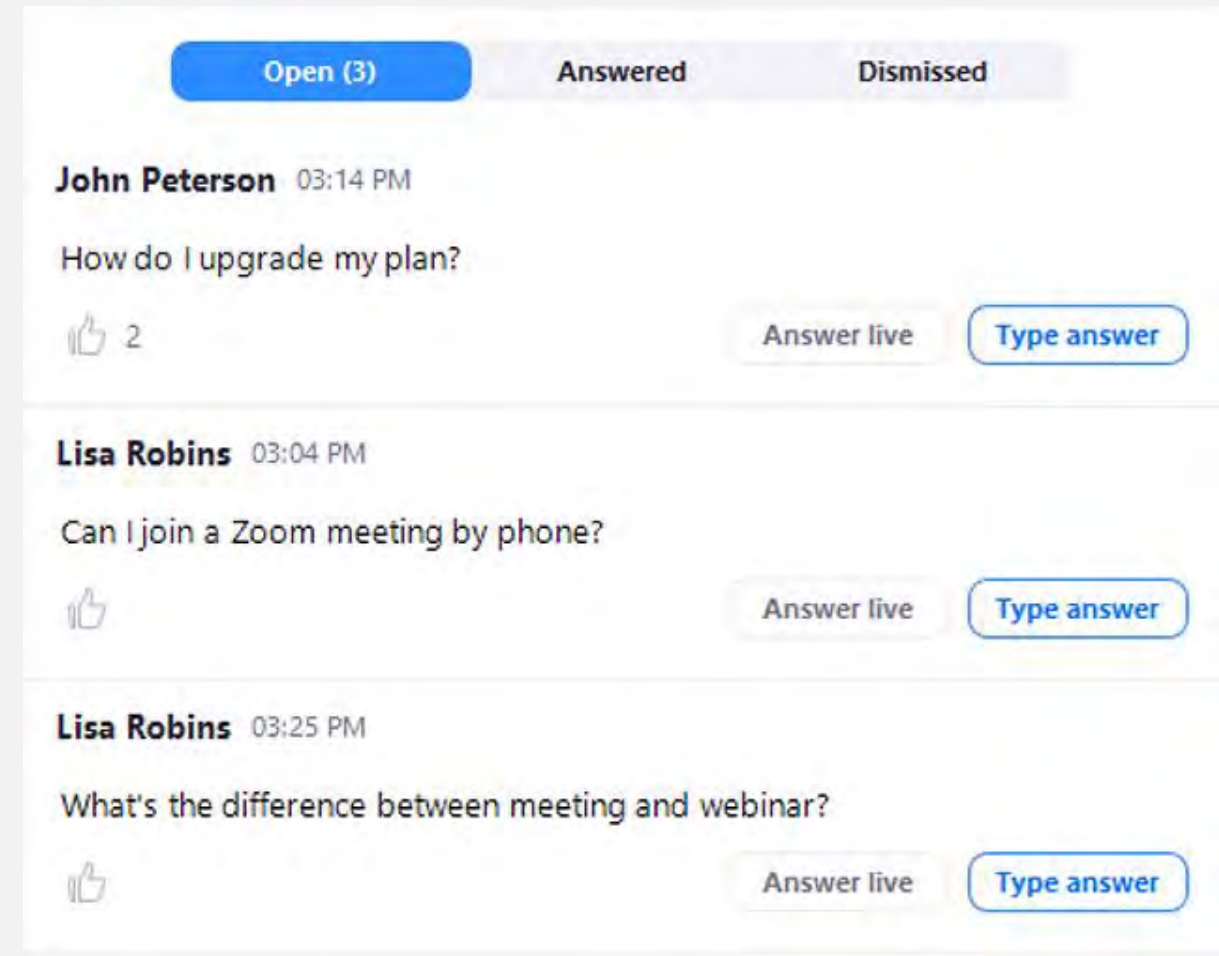 Open (3) Answered Dismissed
John Peterson 03:14 PM
How do I upgrade my plan?
2 Answer live Type answer
Lisa Robins 03:04 PM
Can I join a Zoom meeting by phone?
Answer live Type answer
Lisa Robins 03:25 PM
What's the difference between meeting and webinar?
Answer live Type answer